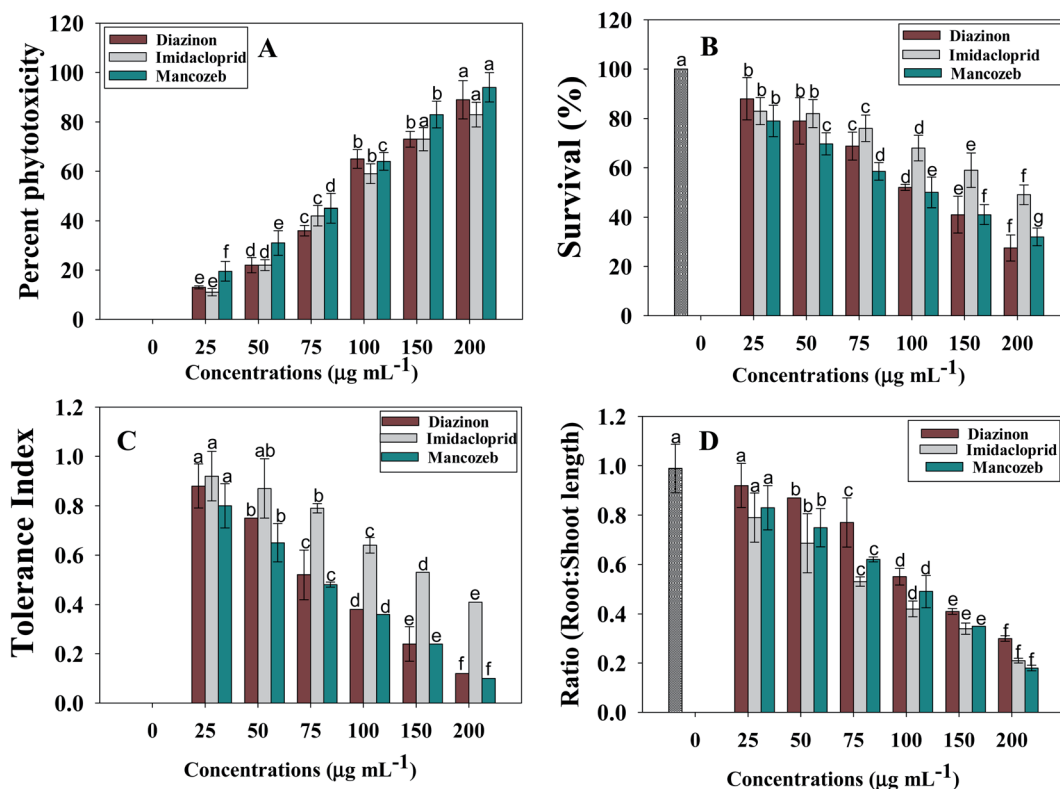 Percent phytotoxicity
120
100
80
60
40
20
0
A
Diazinon
Imidacloprid
Mancozeb
e e f d d e c c d b b c b a b a a a
0 25 50 75 100 150 200
Concentrations (µg mL-1)
Survival (%)
120
100
80
60
40
20
0
B
Diazinon
Imidacloprid
Mancozeb
a b b b b b c c c d d d e e e f f f g
0 25 50 75 100 150 200
Concentrations (µg mL-1)
Tolerance Index
1.2
1.0
0.8
0.6
0.4
0.2
0.0
C
Diazinon
Imidacloprid
Mancozeb
a a a b ab b c b c d c d e d e f e f
0 25 50 75 100 150 200
Concentrations (µg mL-1)
Ratio (Root:Shoot length)
1.2
1.0
0.8
0.6
0.4
0.2
0.0
D
Diazinon
Imidacloprid
Mancozeb
a a a a b b b c c c d d d e e e f f f
0 25 50 75 100 150 200
Concentrations (µg mL-1)